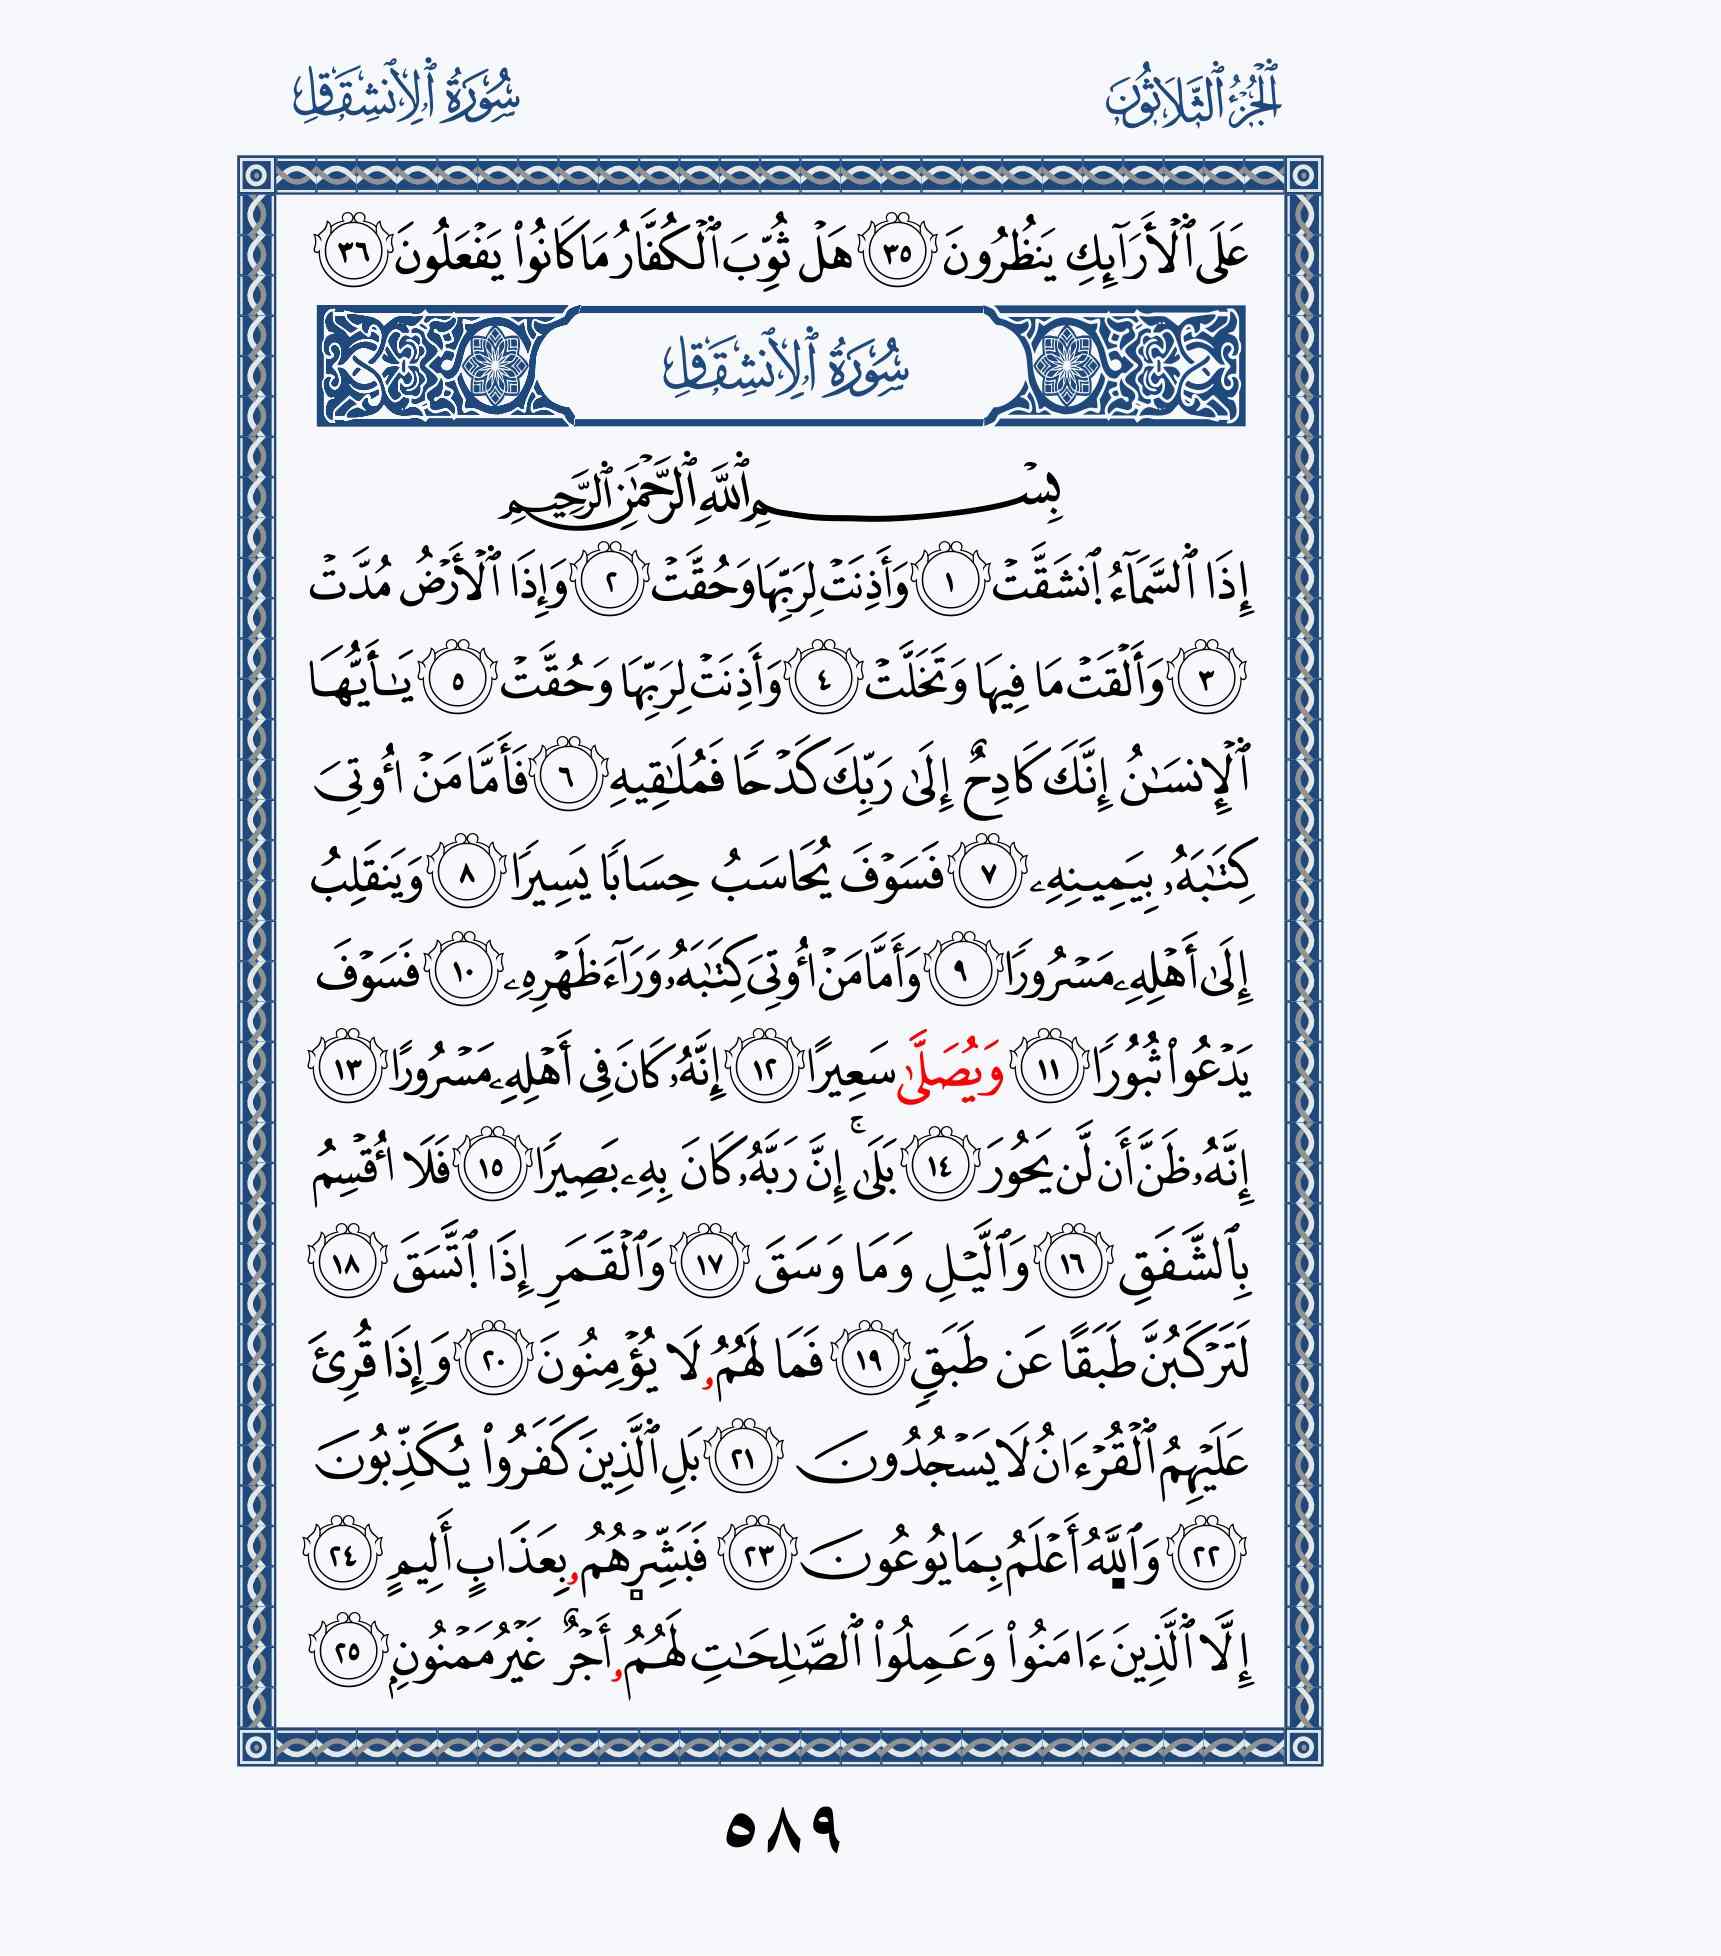 ٱلْجُزْءُ ٱلثَّلَاثُونَ
سُورَةُ ٱلِانشِقَاقِ
عَلَى ٱلْأَرَآئِكِ يَنظُرُونَ ٣٥ هَلْ ثُوِّبَ ٱلْكُفَّارُ مَا كَانُوا۟ يَفْعَلُونَ ٣٦
سُورَةُ ٱلِانشِقَاقِ
بِسْمِ ٱللَّهِ ٱلرَّحْمَٰنِ ٱلرَّحِيمِ
إِذَا ٱلسَّمَآءُ ٱنشَقَّتْ ١ وَأَذِنَتْ لِرَبِّهَا وَحُقَّتْ ٢ وَإِذَا ٱلْأَرْضُ مُدَّتْ
٣ وَأَلْقَتْ مَا فِيهَا وَتَخَلَّتْ ٤ وَأَذِنَتْ لِرَبِّهَا وَحُقَّتْ ٥ يَٰٓأَيُّهَا
ٱلْإِنسَٰنُ إِنَّكَ كَادِحٌ إِلَىٰ رَبِّكَ كَدْحًا فَمُلَٰقِيهِ ٦ فَأَمَّا مَنْ أُوتِىَ
كِتَٰبَهُۥ بِيَمِينِهِۦ ٧ فَسَوْفَ يُحَاسَبُ حِسَابًا يَسِيرًا ٨ وَيَنقَلِبُ
إِلَىٰ أَهْلِهِۦ مَسْرُورًا ٩ وَأَمَّا مَنْ أُوتِىَ كِتَٰبَهُۥ وَرَآءَ ظَهْرِهِۦ ١٠ فَسَوْفَ
يَدْعُوا۟ ثُبُورًا ١١ وَيُصَلَّىٰ سَعِيرًا ١٢ إِنَّهُۥ كَانَ فِى أَهْلِهِۦ مَسْرُورًا ١٣
إِنَّهُۥ ظَنَّ أَن لَّن يَحُورَ ١٤ بَلَىٰٓۚ إِنَّ رَبَّهُۥ كَانَ بِهِۦ بَصِيرًا ١٥ فَلَا أُقْسِمُ
بِٱلشَّفَقِ ١٦ وَٱلَّيْلِ وَمَا وَسَقَ ١٧ وَٱلْقَمَرِ إِذَا ٱتَّسَقَ ١٨
لَتَرْكَبُنَّ طَبَقًا عَن طَبَقٍ ١٩ فَمَا لَهُمُۥ لَا يُؤْمِنُونَ ٢٠ وَإِذَا قُرِئَ
عَلَيْهِمُ ٱلْقُرْءَانُ لَا يَسْجُدُونَ ٢١ بَلِ ٱلَّذِينَ كَفَرُوا۟ يُكَذِّبُونَ
٢٢ وَٱللَّهُ أَعْلَمُ بِمَا يُوعُونَ ٢٣ فَبَشِّرْهُمُۥ بِعَذَابٍ أَلِيمٍ ٢٤
إِلَّا ٱلَّذِينَ ءَامَنُوا۟ وَعَمِلُوا۟ ٱلصَّٰلِحَٰتِ لَهُمُۥ أَجْرٌ غَيْرُ مَمْنُونٍ ٢٥
٥٨٩